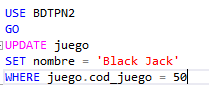 USE BDTPN2
GO
UPDATE juego
SET nombre = 'Black Jack'
WHERE juego.cod_juego = 50